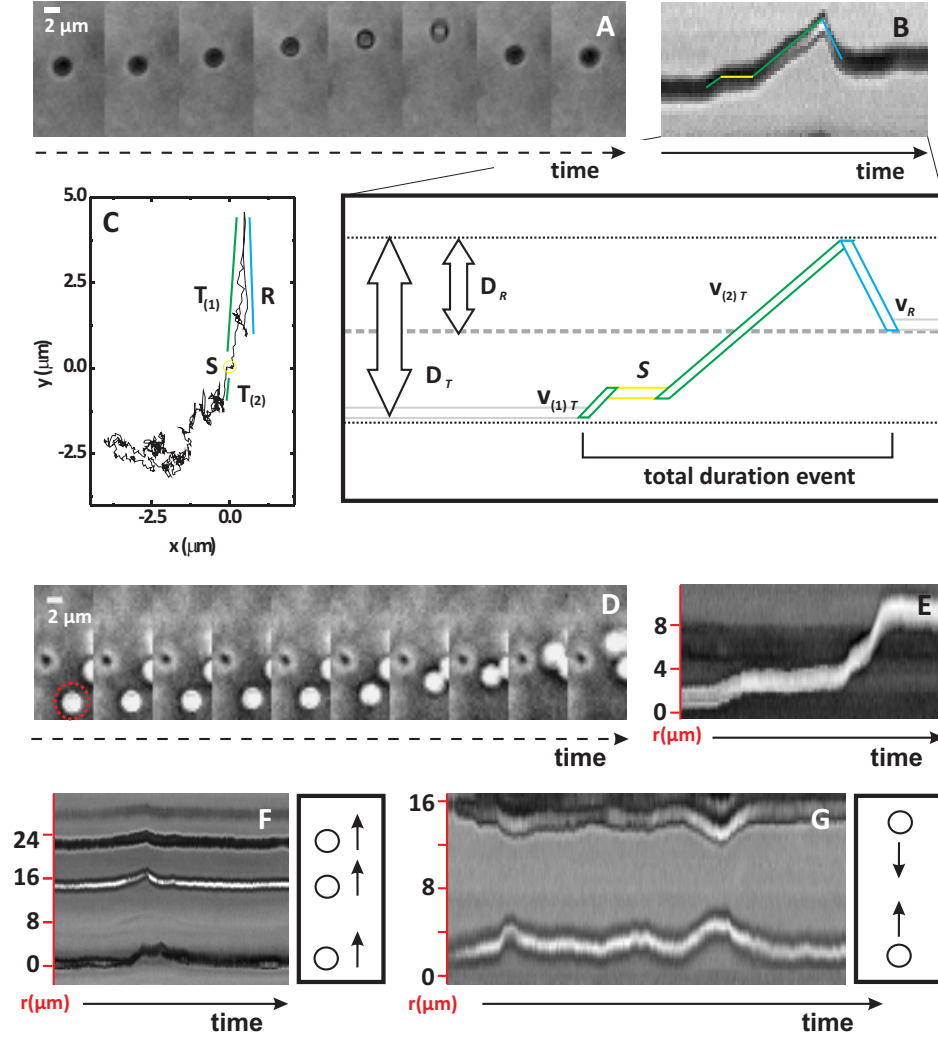 2 μm
A
B
time
time
C
5.0
2.5
0.0
-2.5
y (μm)
-2.5
0.0
x (μm)
T(1)
R
S
T(2)
D_R
D_T
v(2) T
v_R
S
v(1) T
total duration event
2 μm
D
time
E
8
4
0
r(μm)
time
F
24
16
8
0
r(μm)
time
G
16
8
0
r(μm)
time